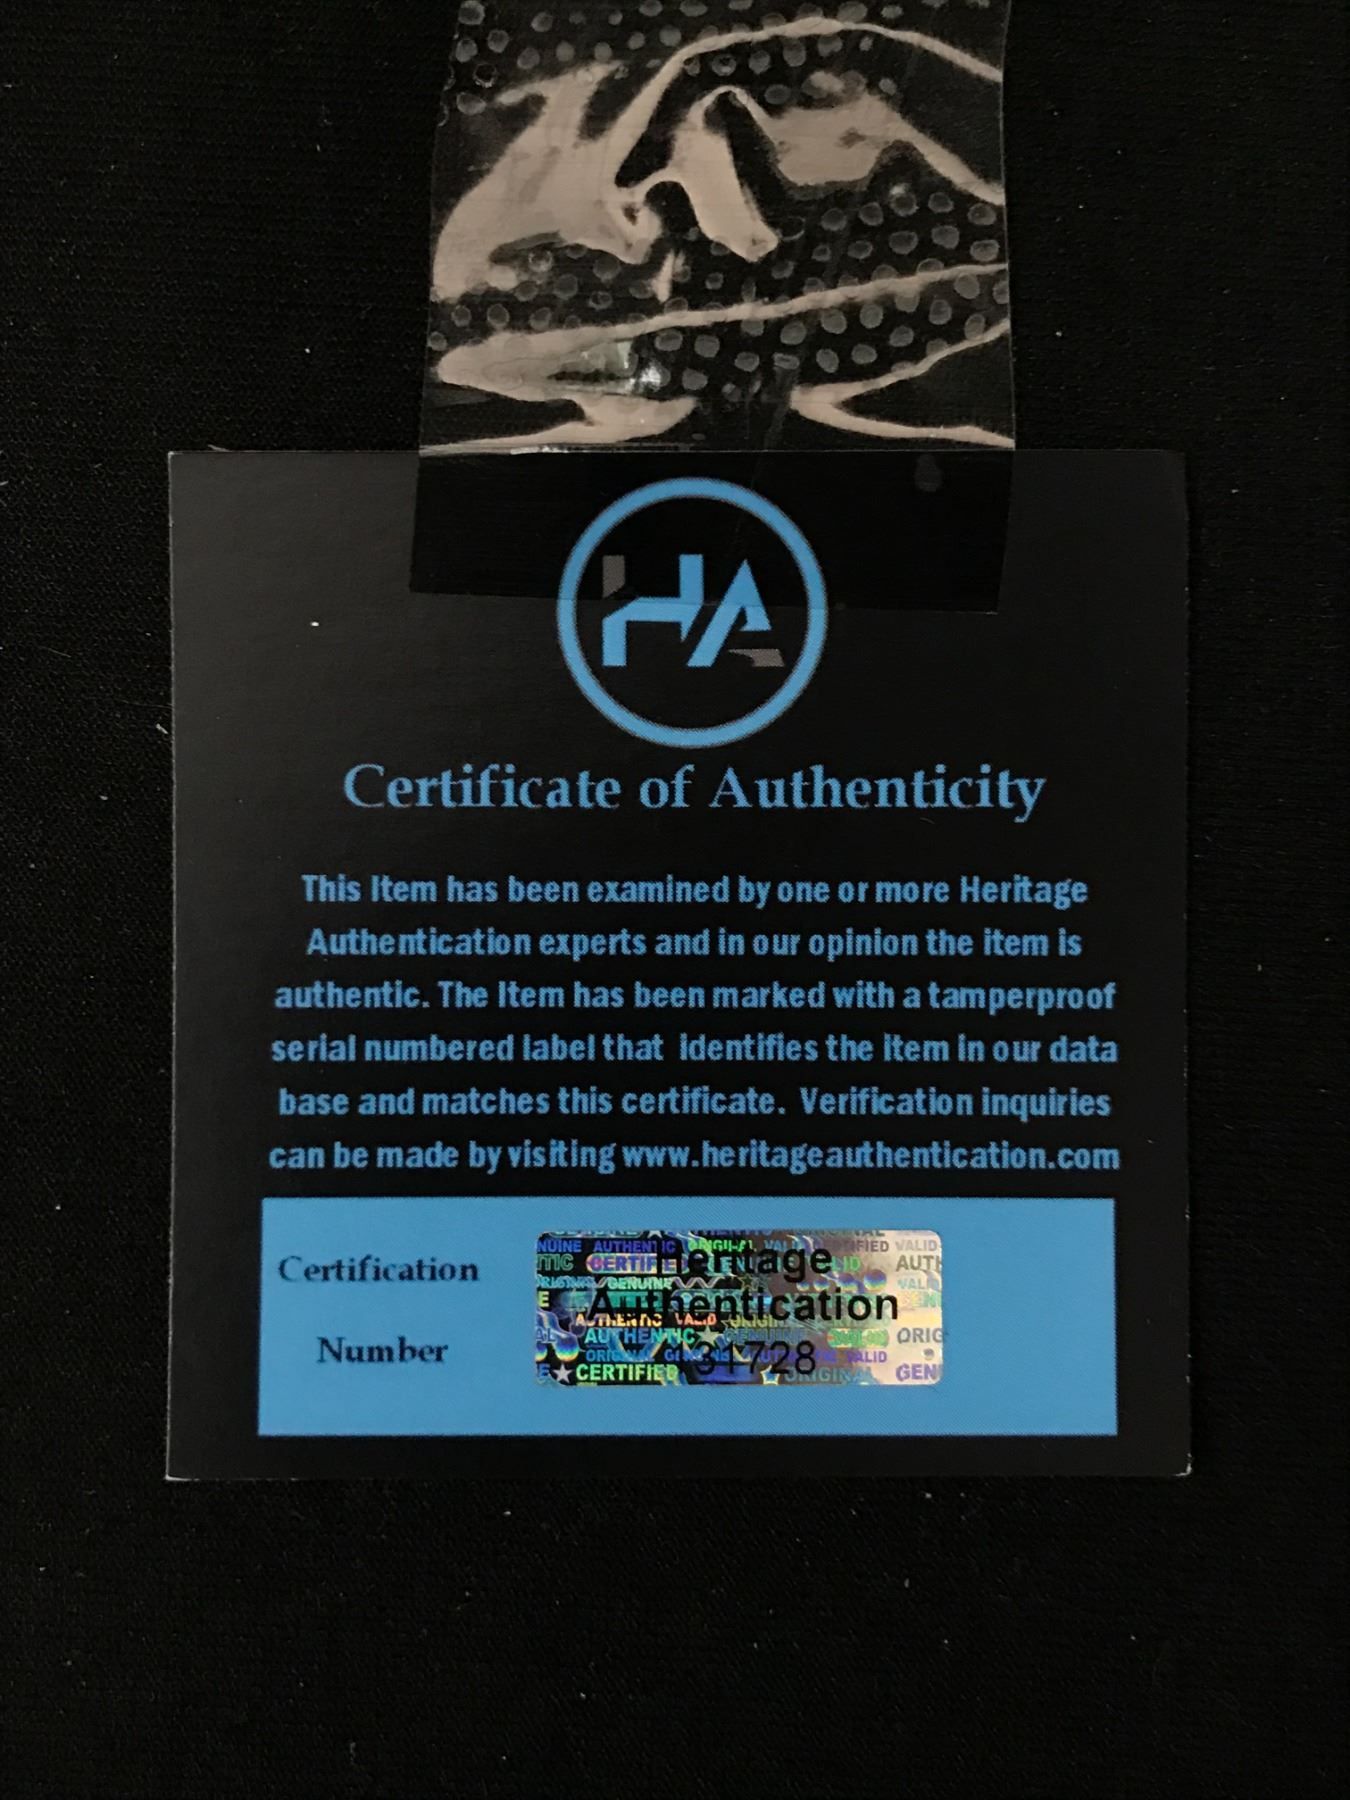 HA
Certificate of Authenticity
This Item has been examined by one or more Heritage
Authentication experts and in our opinion the item is
authentic. The Item has been marked with a tamperproof
serial numbered label that identifies the item in our data
base and matches this certificate. Verification inquiries
can be made by visiting www.heritageauthentication.com
Certification
Number
Heritage
Authentication
31728